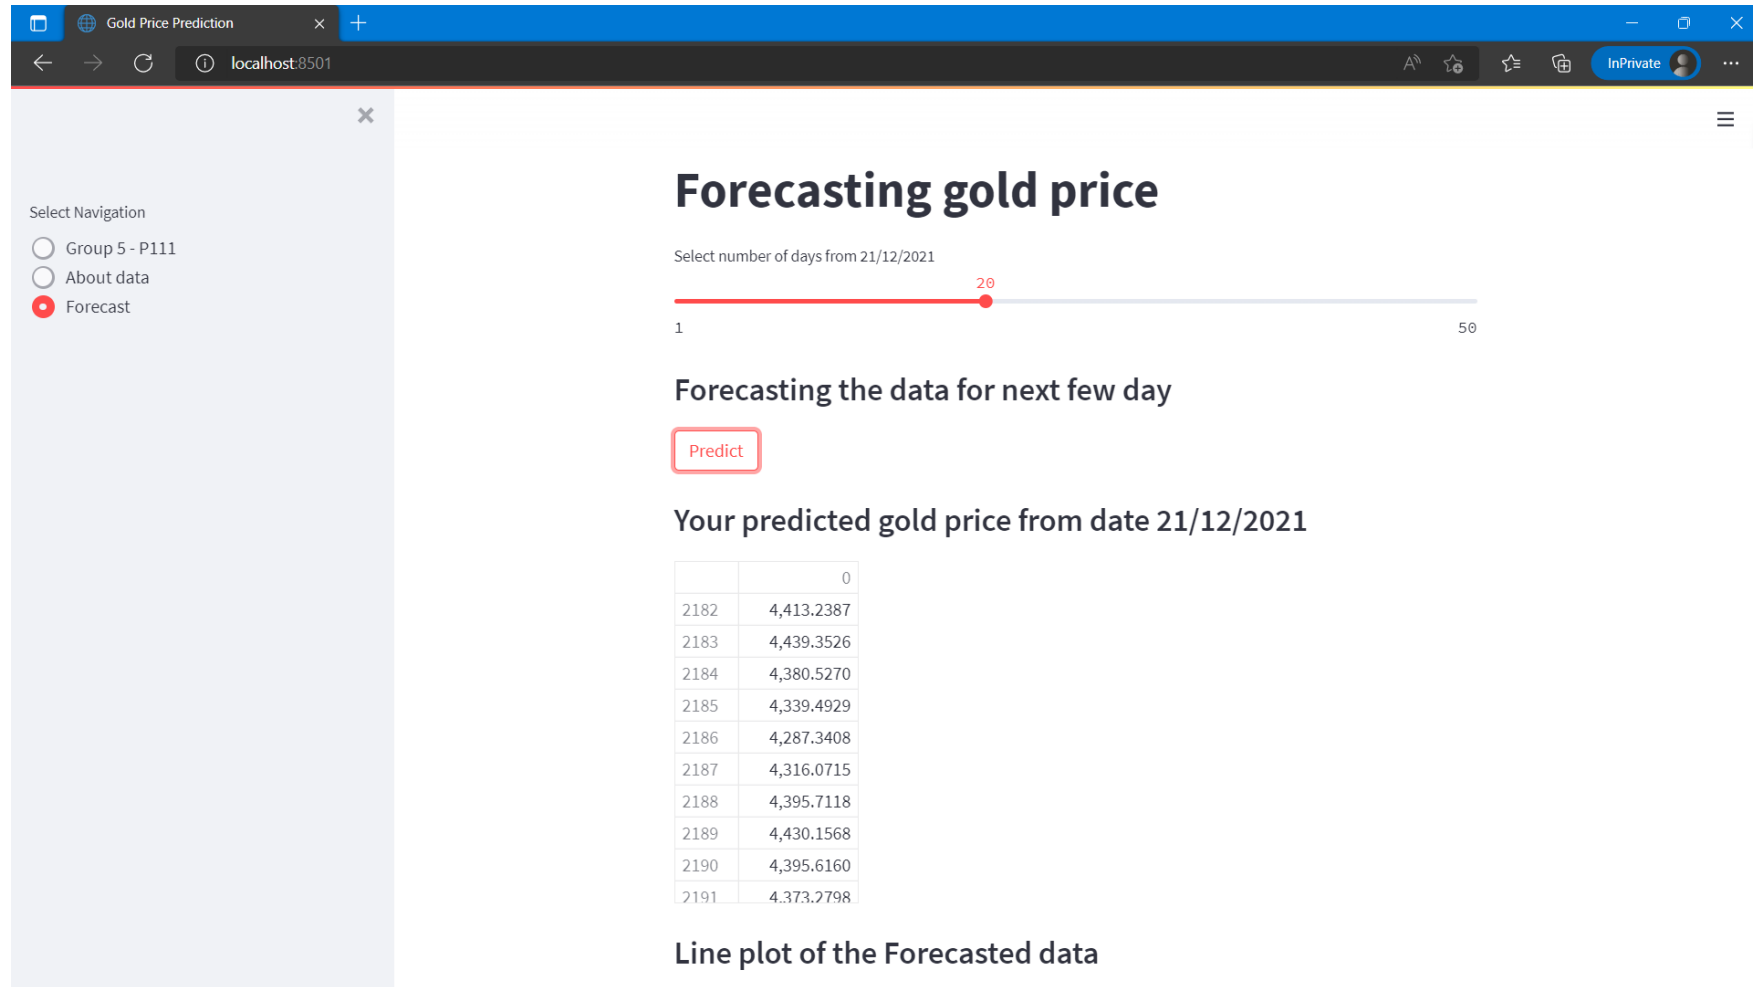 Gold Price Prediction
localhost:8501
InPrivate
Select Navigation
Group 5 - P111
About data
Forecast
Forecasting gold price
Select number of days from 21/12/2021
20
1 50
Forecasting the data for next few day
Predict
Your predicted gold price from date 21/12/2021
0
2182 4,413.2387
2183 4,439.3526
2184 4,380.5270
2185 4,339.4929
2186 4,287.3408
2187 4,316.0715
2188 4,395.7118
2189 4,430.1568
2190 4,395.6160
2191 4,373.2798
Line plot of the Forecasted data